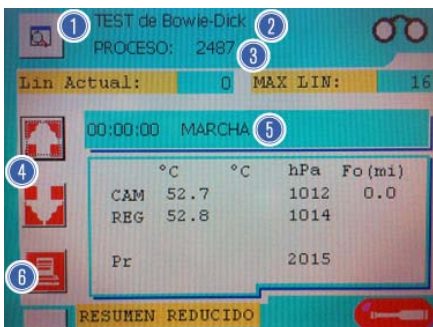 1 TEST de Bowie-Dick 2
PROCESO: 2487 3
Lin Actual: 0 MAX LIN: 16
00:00:00 MARCHA 5
4
°C °C hPa Fo(mi)
CAM 52.7 1012 0.0
REG 52.8 1014
6
Pr 2015
RESUMEN REDUCIDO